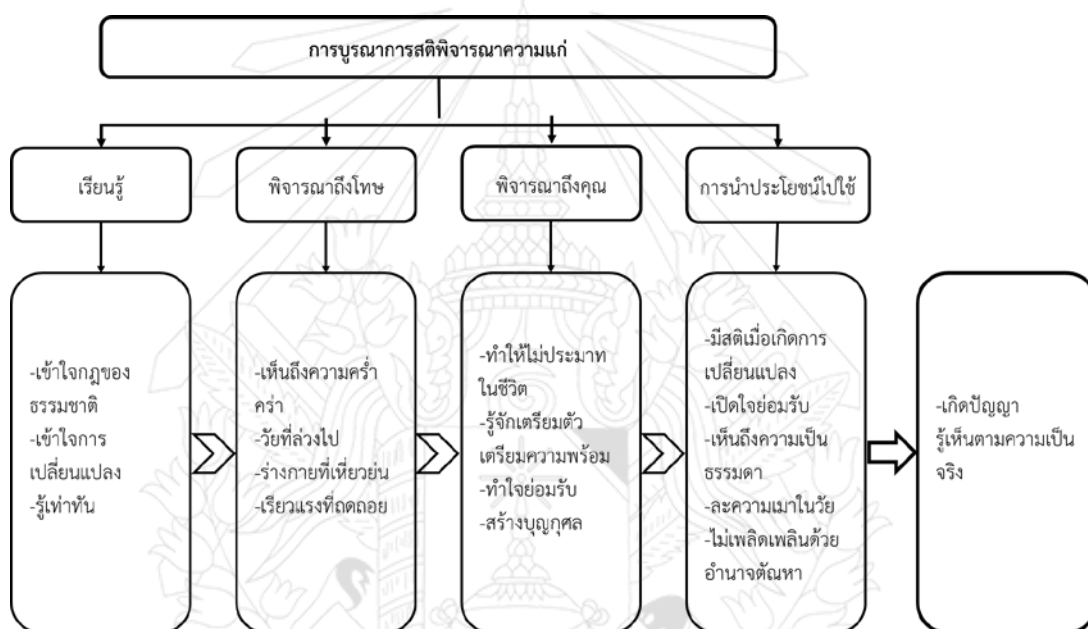 การบูรณาการสติพิจารณาความแก่
เรียนรู้
พิจารณาถึงโทษ
พิจารณาถึงคุณ
การนำประโยชน์ไปใช้
-เข้าใจกฎของ
ธรรมชาติ
-เข้าใจการ
เปลี่ยนแปลง
-รู้เท่าทัน
-เห็นถึงความคร่ำ
คร่า
-วัยที่ล่วงไป
-ร่างกายที่เหี่ยวย่น
-เรี่ยวแรงที่ถดถอย
-ทำให้ไม่ประมาท
ในชีวิต
-รู้จักเตรียมตัว
เตรียมความพร้อม
-ทำใจยอมรับ
-สร้างบุญกุศล
-มีสติเมื่อเกิดการ
เปลี่ยนแปลง
-เปิดใจยอมรับ
-เห็นถึงความเป็น
ธรรมดา
-ละความเมาในวัย
-ไม่เพลิดเพลินด้วย
อำนาจตัณหา
-เกิดปัญญา
รู้เห็นตามความเป็น
จริง